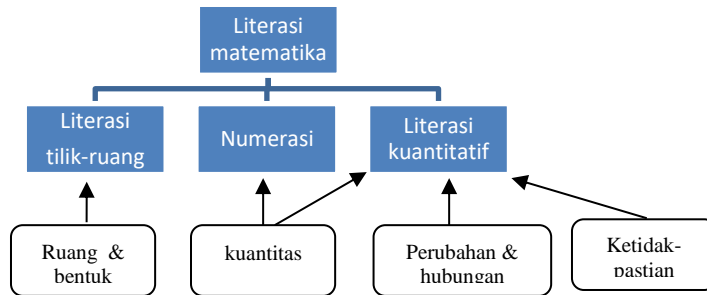 Literasi
matematika
Literasi
tilik-ruang
Numerasi
Literasi
kuantitatif
Ruang &
bentuk
kuantitas
Perubahan &
hubungan
Ketidak-
pastian